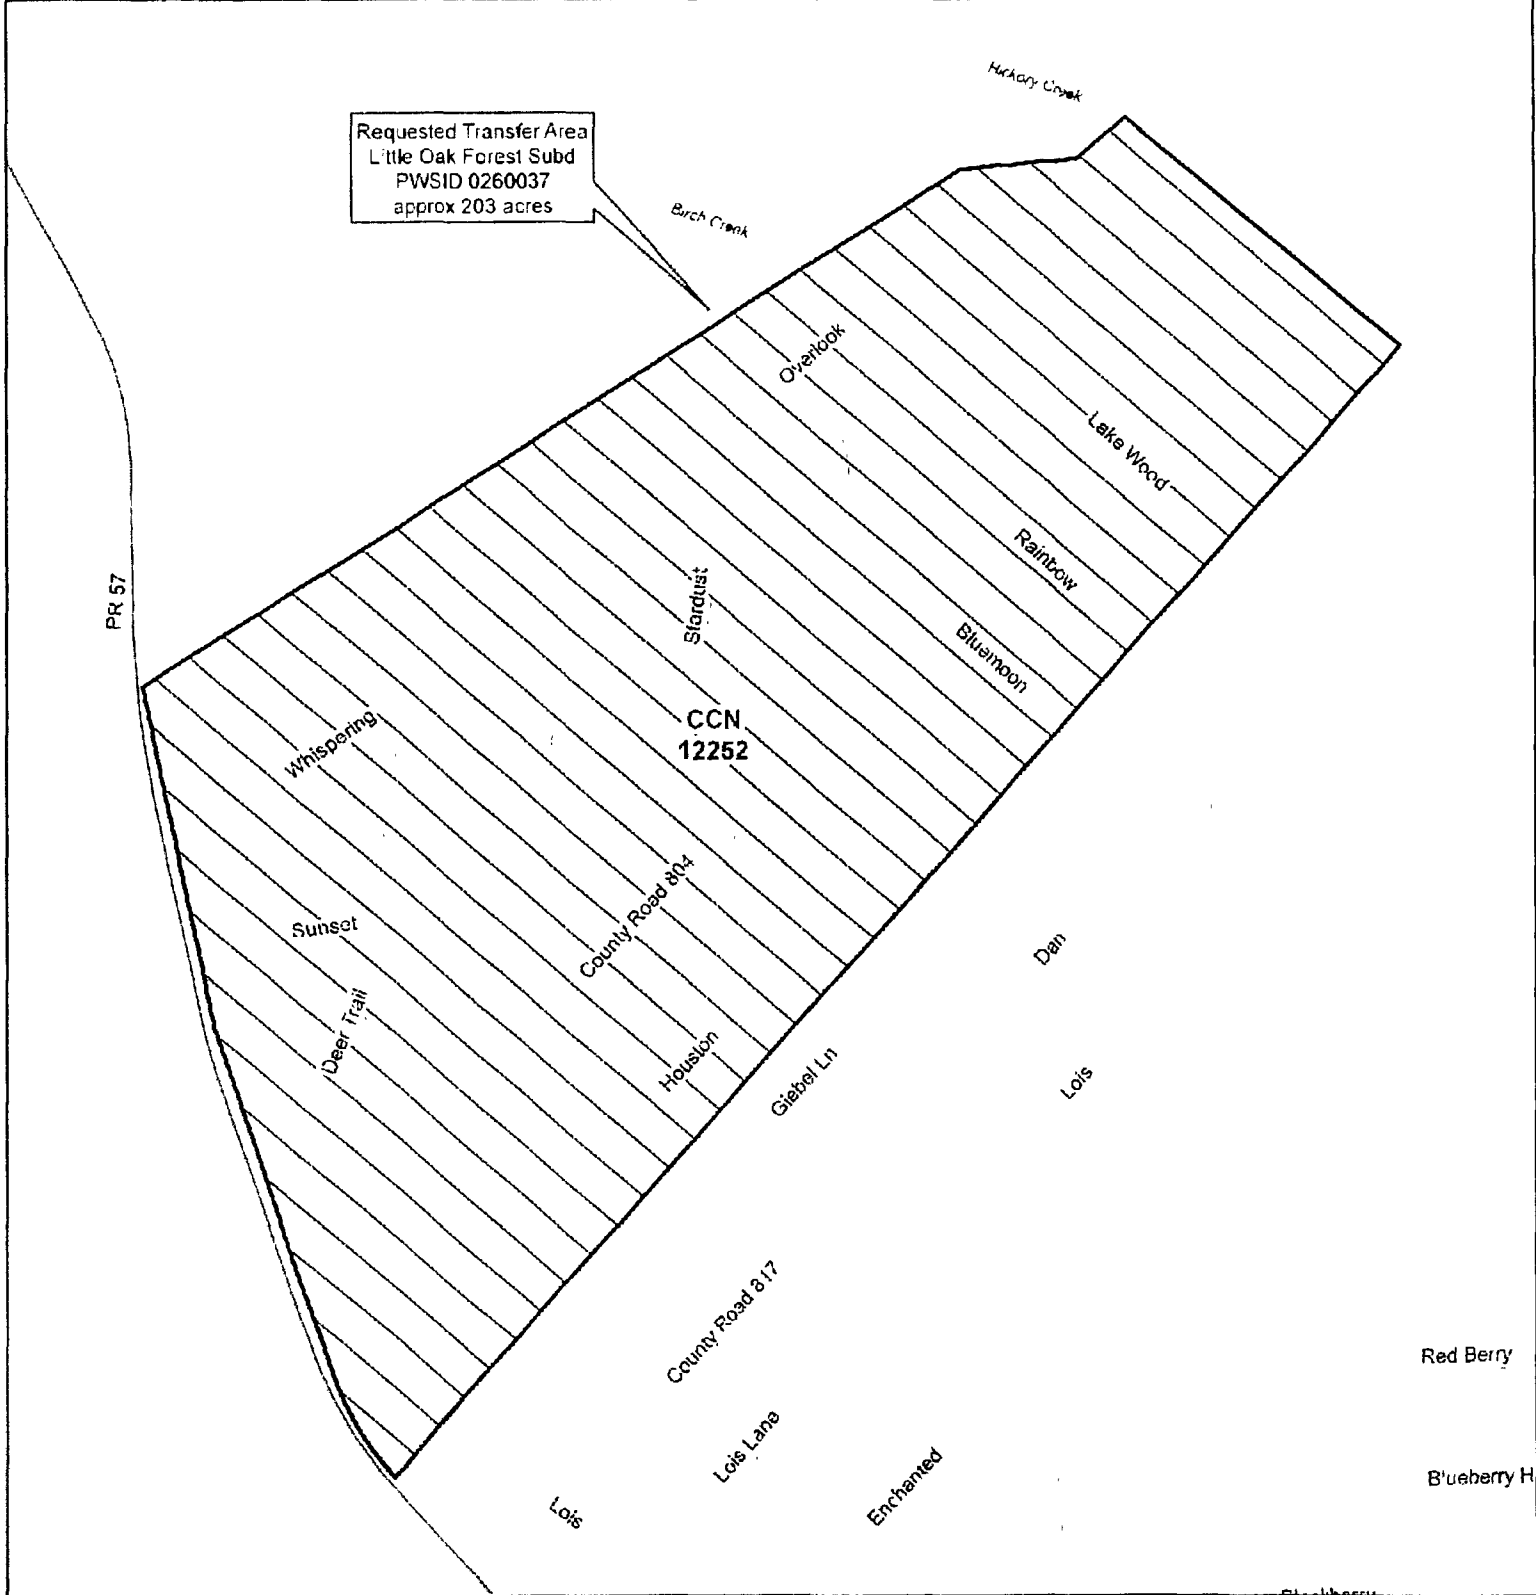 Hickory Creek
Requested Transfer Area
Little Oak Forest Subd
PWSID 0260037
approx 203 acres
Birch Creek
Overlook
Lake Wood
Rainbow
PR 57
Stardust
Bluemoon
CCN
12252
Whispering
County Road 804
Sunset
Dan
Deer Trail
Houston
Giebel Ln
Lois
County Road 817
Red Berry
Lois Lane
Enchanted
Blueberry H
Lois